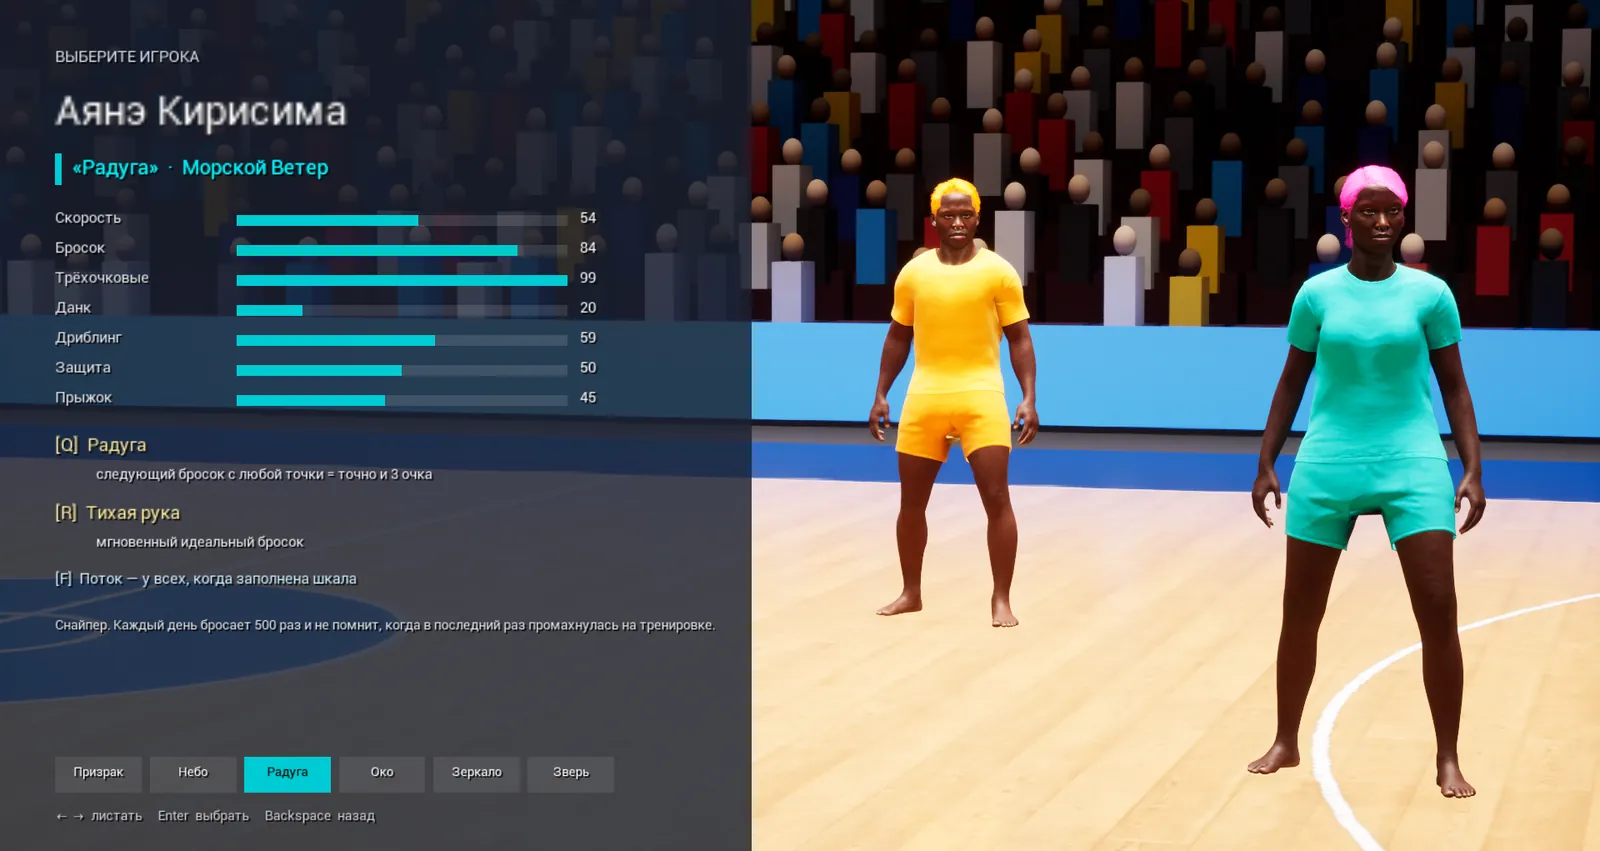 ВЫБЕРИТЕ ИГРОКА
Аянэ Кирисима
«Радуга» · Морской Ветер
Скорость 54
Бросок 84
Трёхочковые 99
Данк 20
Дриблинг 59
Защита 50
Прыжок 45
[Q] Радуга
следующий бросок с любой точки = точно и 3 очка
[R] Тихая рука
мгновенный идеальный бросок
[F] Поток — у всех, когда заполнена шкала
Снайпер. Каждый день бросает 500 раз и не помнит, когда в последний раз промахнулась на тренировке.
Призрак Небо Радуга Око Зеркало Зверь
← → листать Enter выбрать Backspace назад